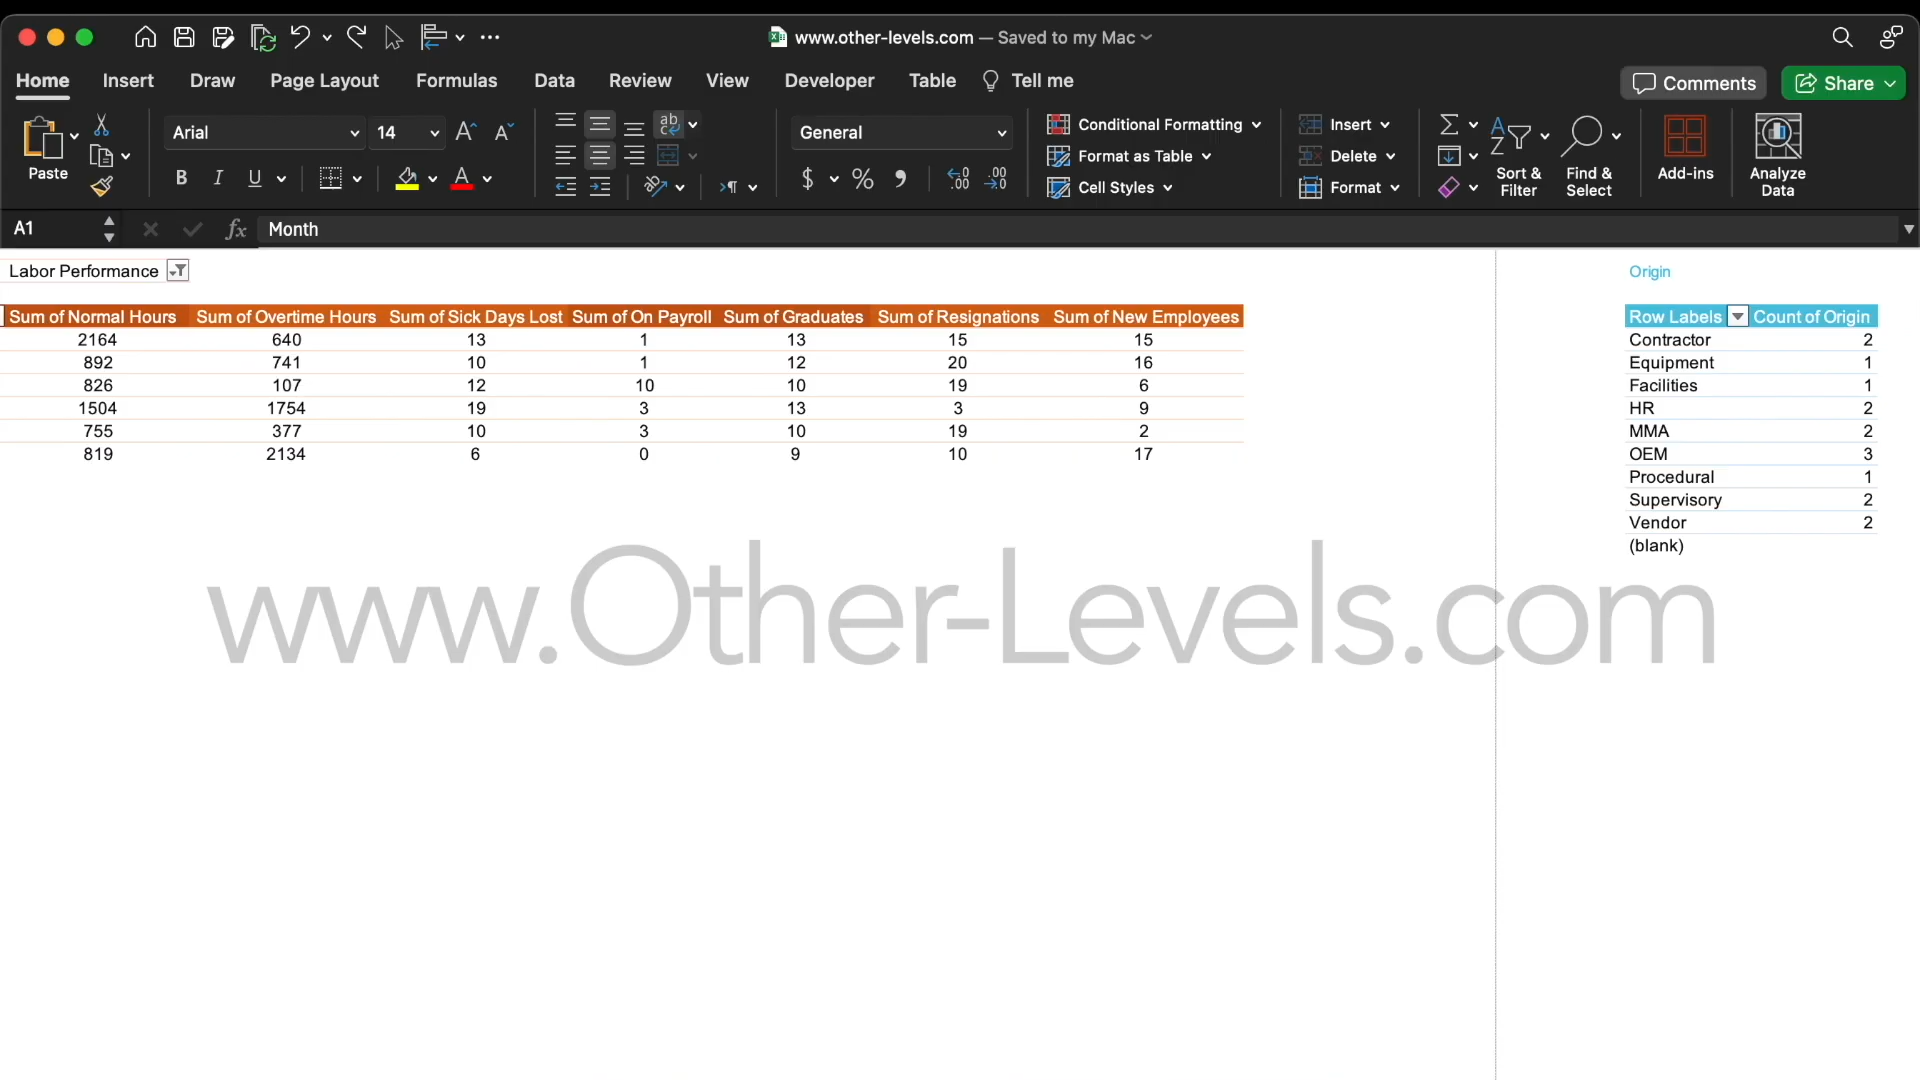 www.other-levels.com — Saved to my Mac
Home Insert Draw Page Layout Formulas Data Review View Developer Table Tell me
Comments Share
Paste
Arial 14
B I U A
ab c
General
$ % 9 .00
Conditional Formatting
Format as Table
Cell Styles
Insert
Delete
Format
Sort & Filter
Find & Select
Add-ins
Analyze Data
A1 fx Month
Labor Performance
Origin
Sum of Normal Hours Sum of Overtime Hours Sum of Sick Days Lost Sum of On Payroll Sum of Graduates Sum of Resignations Sum of New Employees
2164 640 13 1 13 15 15
892 741 10 1 12 20 16
826 107 12 10 10 19 6
1504 1754 19 3 13 3 9
755 377 10 3 10 19 2
819 2134 6 0 9 10 17
Row Labels Count of Origin
Contractor 2
Equipment 1
Facilities 1
HR 2
MMA 2
OEM 3
Procedural 1
Supervisory 2
Vendor 2
(blank)
www.Other-Levels.com